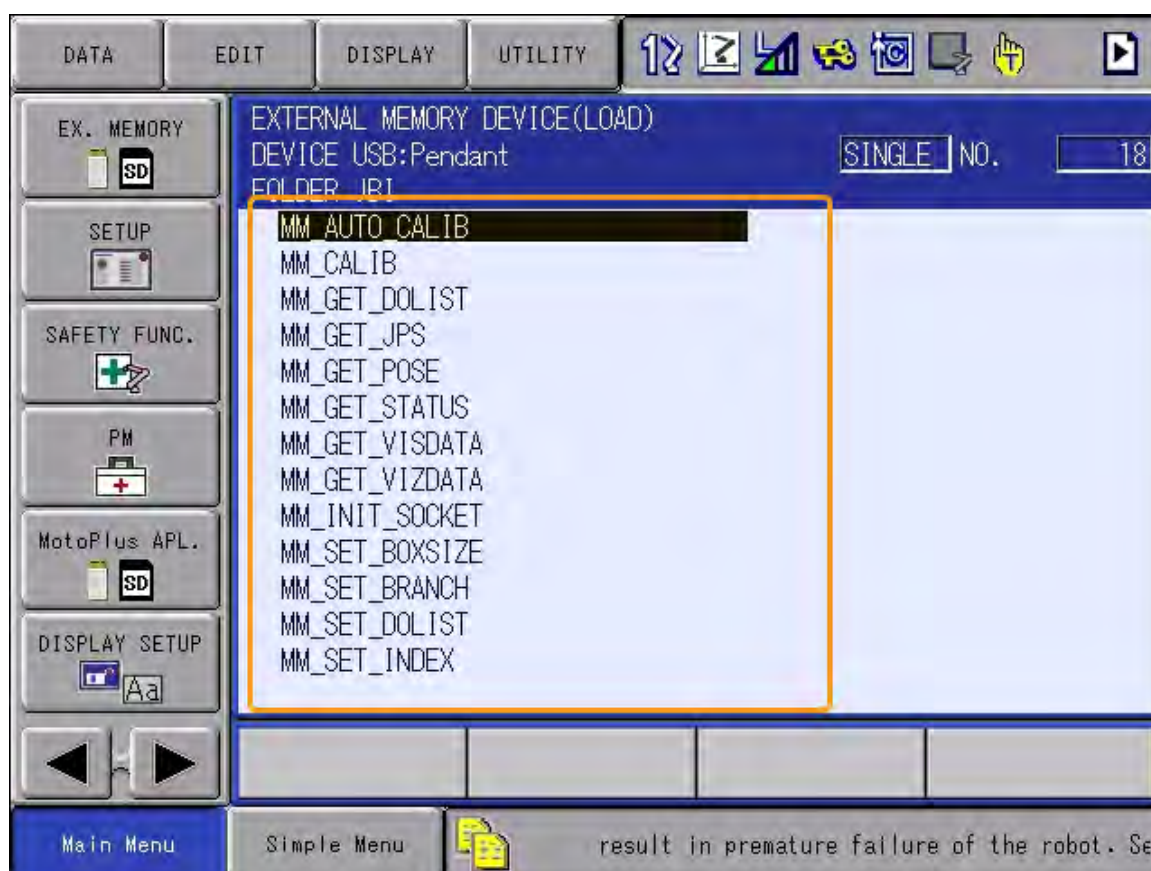 DATA
EDIT
DISPLAY
UTILITY
EX. MEMORY
SD
SETUP
SAFETY FUNC.
PM
MotoPlus APL.
SD
DISPLAY SETUP
Aa
EXTERNAL MEMORY DEVICE(LOAD)
DEVICE USB:Pendant
SINGLE NO. 18
FOLDER JBI
MM_AUTO_CALIB
MM_CALIB
MM_GET_DOLIST
MM_GET_JPS
MM_GET_POSE
MM_GET_STATUS
MM_GET_VISDATA
MM_GET_VIZDATA
MM_INIT_SOCKET
MM_SET_BOXSIZE
MM_SET_BRANCH
MM_SET_DOLIST
MM_SET_INDEX
Main Menu
Simple Menu
result in premature failure of the robot. Se